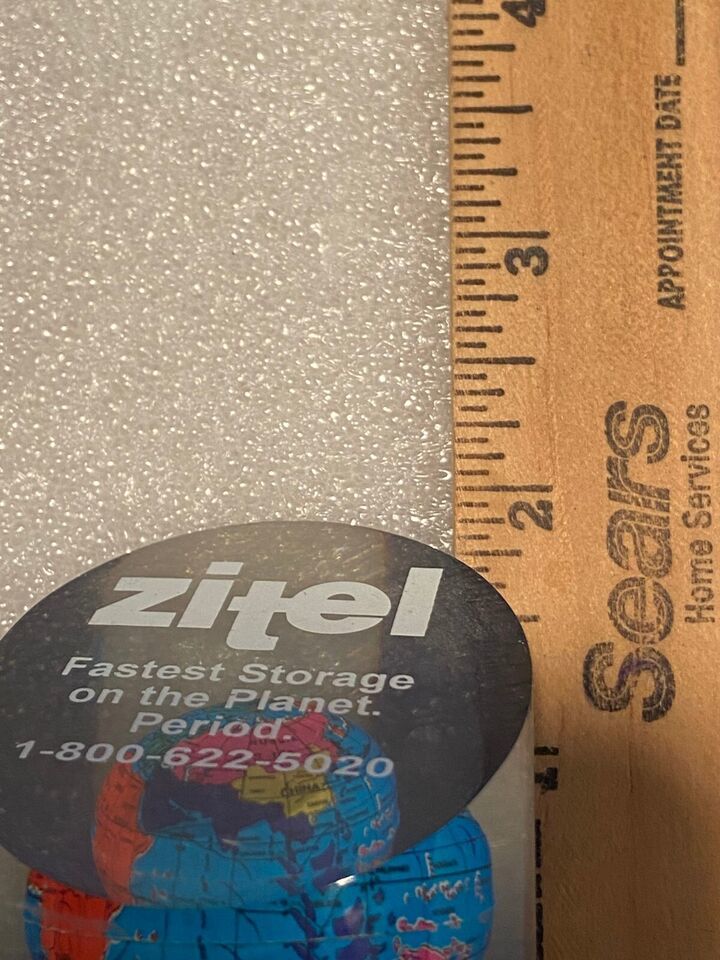 zitel
Fastest Storage
on the Planet.
Period.
1-800-622-5020
CHINA
4
3
2
1
APPOINTMENT DATE
Sears
Home Services